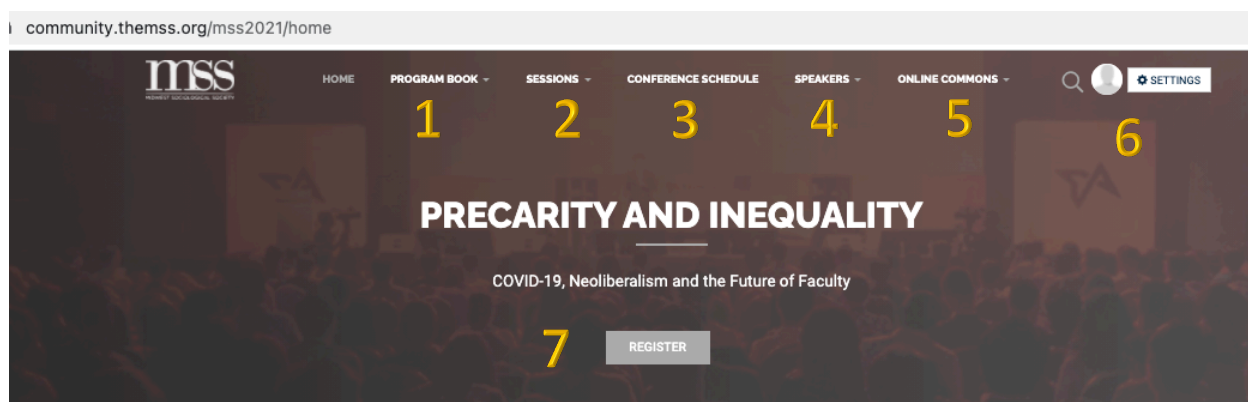 community.themss.org/mss2021/home
mss
MIDWEST SOCIOLOGICAL SOCIETY
HOME PROGRAM BOOK SESSIONS CONFERENCE SCHEDULE SPEAKERS ONLINE COMMONS SETTINGS
1 2 3 4 5 6
PRECARITY AND INEQUALITY
COVID-19, Neoliberalism and the Future of Faculty
7 REGISTER